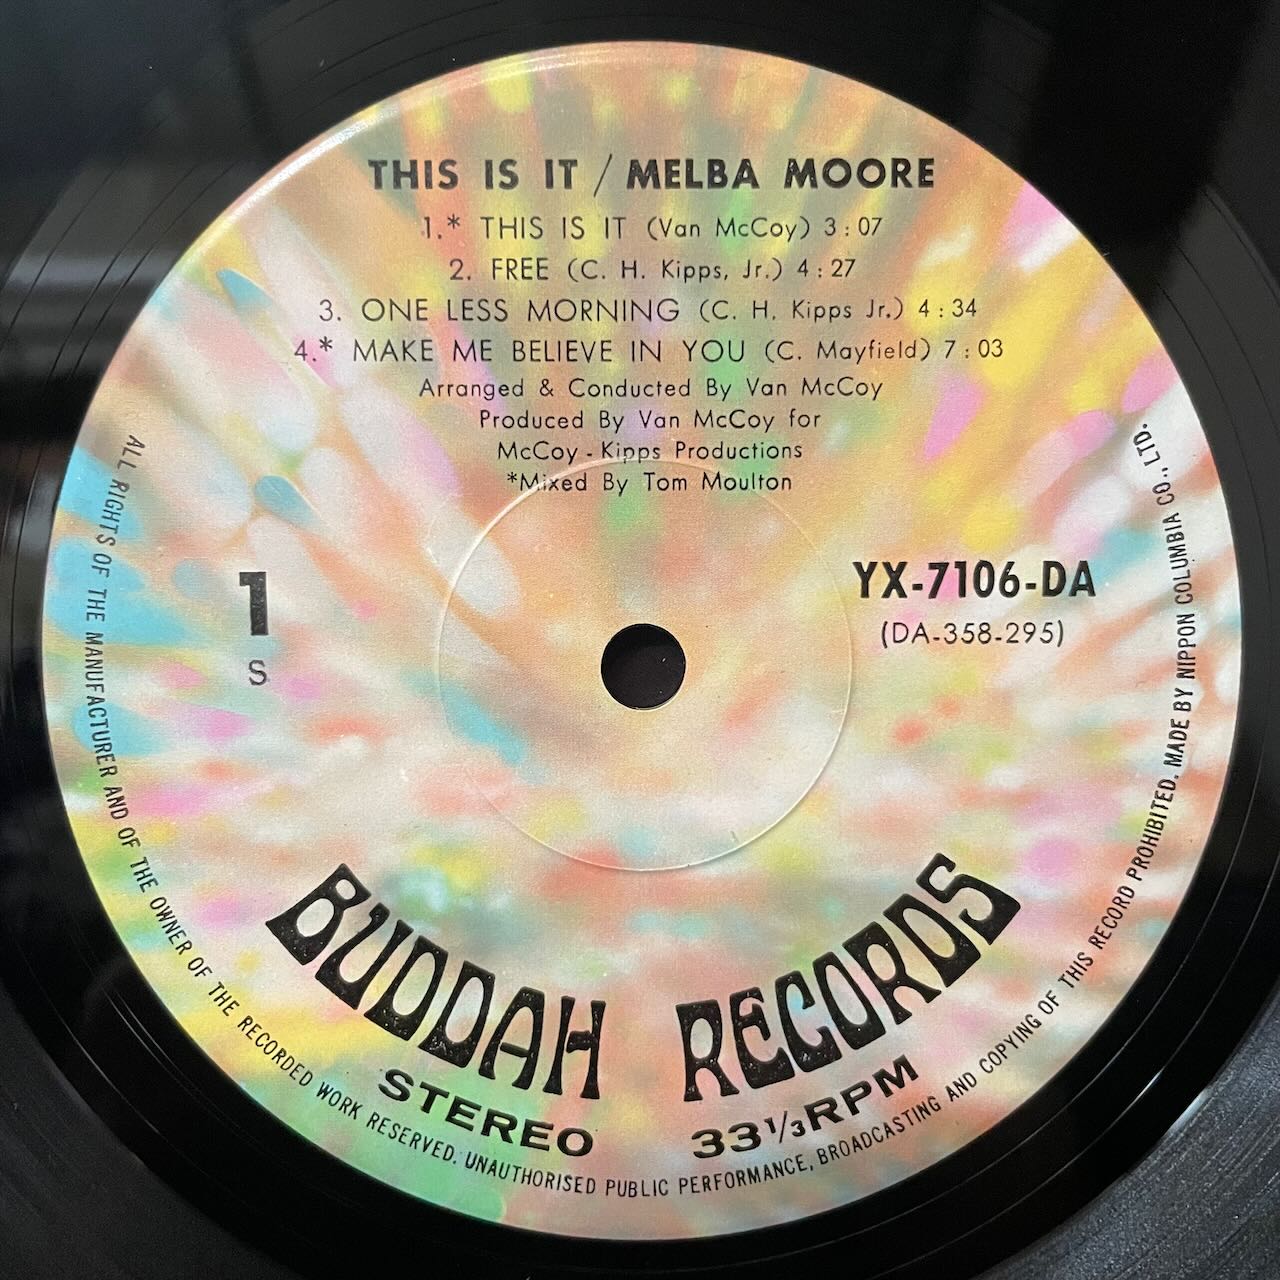 THIS IS IT / MELBA MOORE
1.* THIS IS IT (Van McCoy) 3 : 07
2. FREE (C. H. Kipps, Jr.) 4 : 27
3. ONE LESS MORNING (C. H. Kipps Jr.) 4 : 34
4.* MAKE ME BELIEVE IN YOU (C. Mayfield) 7 : 03
Arranged & Conducted By Van McCoy
Produced By Van McCoy for
McCoy - Kipps Productions
*Mixed By Tom Moulton
1
S
YX-7106-DA
(DA-358-295)
BUDDAH RECORDS
STEREO 33⅓RPM
ALL RIGHTS OF THE MANUFACTURER AND OF THE OWNER OF THE RECORDED WORK RESERVED. UNAUTHORISED PUBLIC PERFORMANCE, BROADCASTING AND COPYING OF THIS RECORD PROHIBITED. MADE BY NIPPON COLUMBIA CO., LTD.